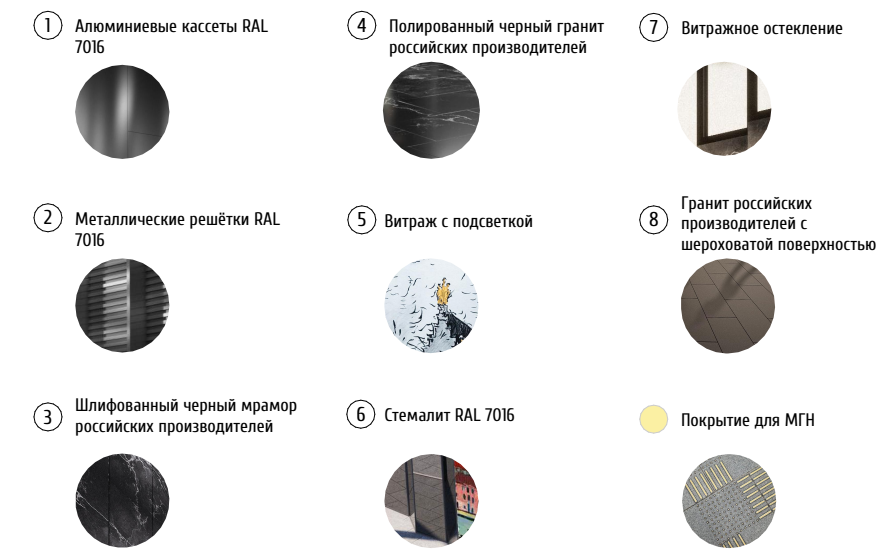 1
Алюминиевые кассеты RAL
7016
4
Полированный черный гранит
российских производителей
7
Витражное остекление
2
Металлические решётки RAL
7016
5
Витраж с подсветкой
8
Гранит российских
производителей с
шероховатой поверхностью
3
Шлифованный черный мрамор
российских производителей
6
Стемалит RAL 7016
Покрытие для МГН